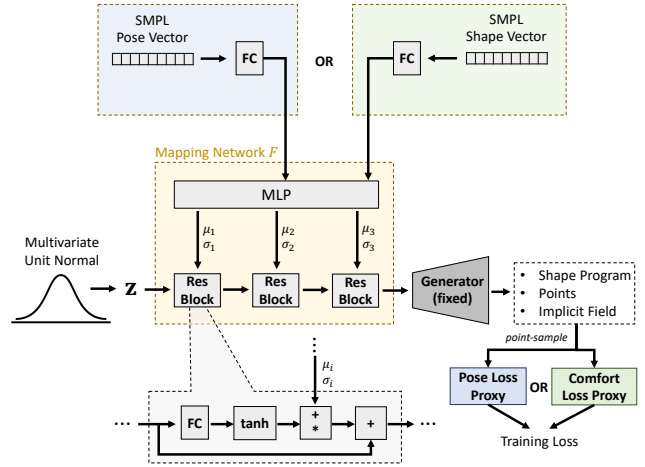 SMPL
Pose Vector
FC
OR
SMPL
Shape Vector
FC
Mapping Network F
MLP
μ1
σ1
μ2
σ2
μ3
σ3
Multivariate
Unit Normal
z
Res
Block
Res
Block
Res
Block
Generator
(fixed)
• Shape Program
• Points
• Implicit Field
point-sample
Pose Loss
Proxy
OR
Comfort
Loss Proxy
Training Loss
⋮
μi
σi
...
FC
tanh
+
*
+
...